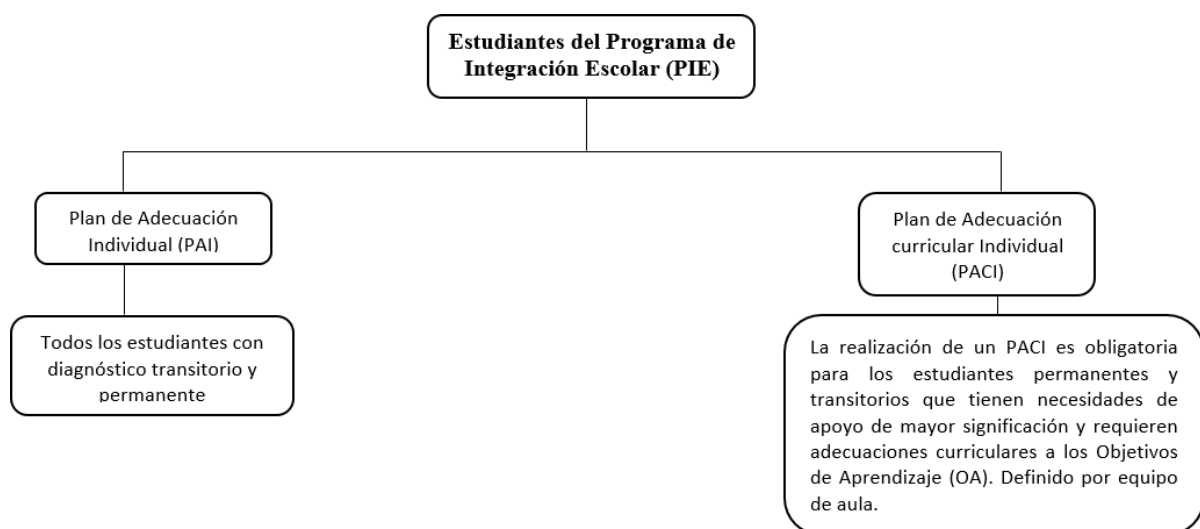 Estudiantes del Programa de
Integración Escolar (PIE)
Plan de Adecuación
Individual (PAI)
Todos los estudiantes con
diagnóstico transitorio y
permanente
Plan de Adecuación
curricular Individual
(PACI)
La realización de un PACI es obligatoria
para los estudiantes permanentes y
transitorios que tienen necesidades de
apoyo de mayor significación y requieren
adecuaciones curriculares a los Objetivos
de Aprendizaje (OA). Definido por equipo
de aula.